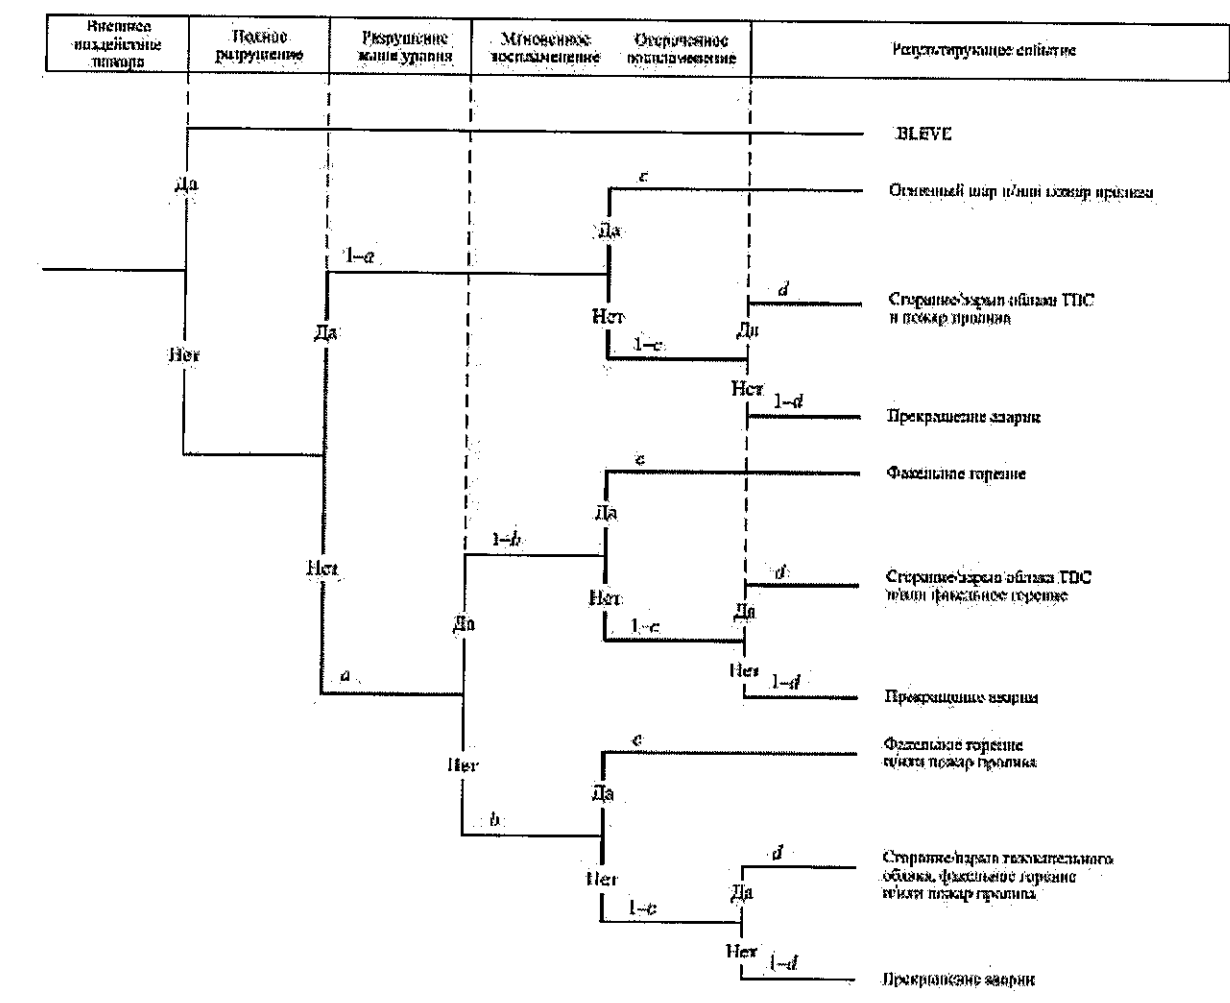 Внешнее
воздействие
пожара
Полное
разрушение
Разрушение
выше уровня
Мгновенное
воспламенение
Отсроченное
воспламенение
Результирующее событие
BLEVE
Да
c
Огненный шар и/или пожар пролива
Да
1–a
d
Сгорание/взрыв облака ТВС
и пожар пролива
Нет
Да
Да
Нет
1–c
Нет
1–d
Прекращение аварии
c
Факельное горение
Да
1–b
Нет
d
Сгорание/взрыв облака ТВС
и/или факельное горение
Нет
Да
Да
1–c
Нет
a
1–d
Прекращение аварии
c
Факельное горение
и/или пожар пролива
Нет
Да
b
d
Сгорание/взрыв газокапельного
облака, факельное горение
и/или пожар пролива
Нет
Да
1–c
Нет
1–d
Прекращение аварии